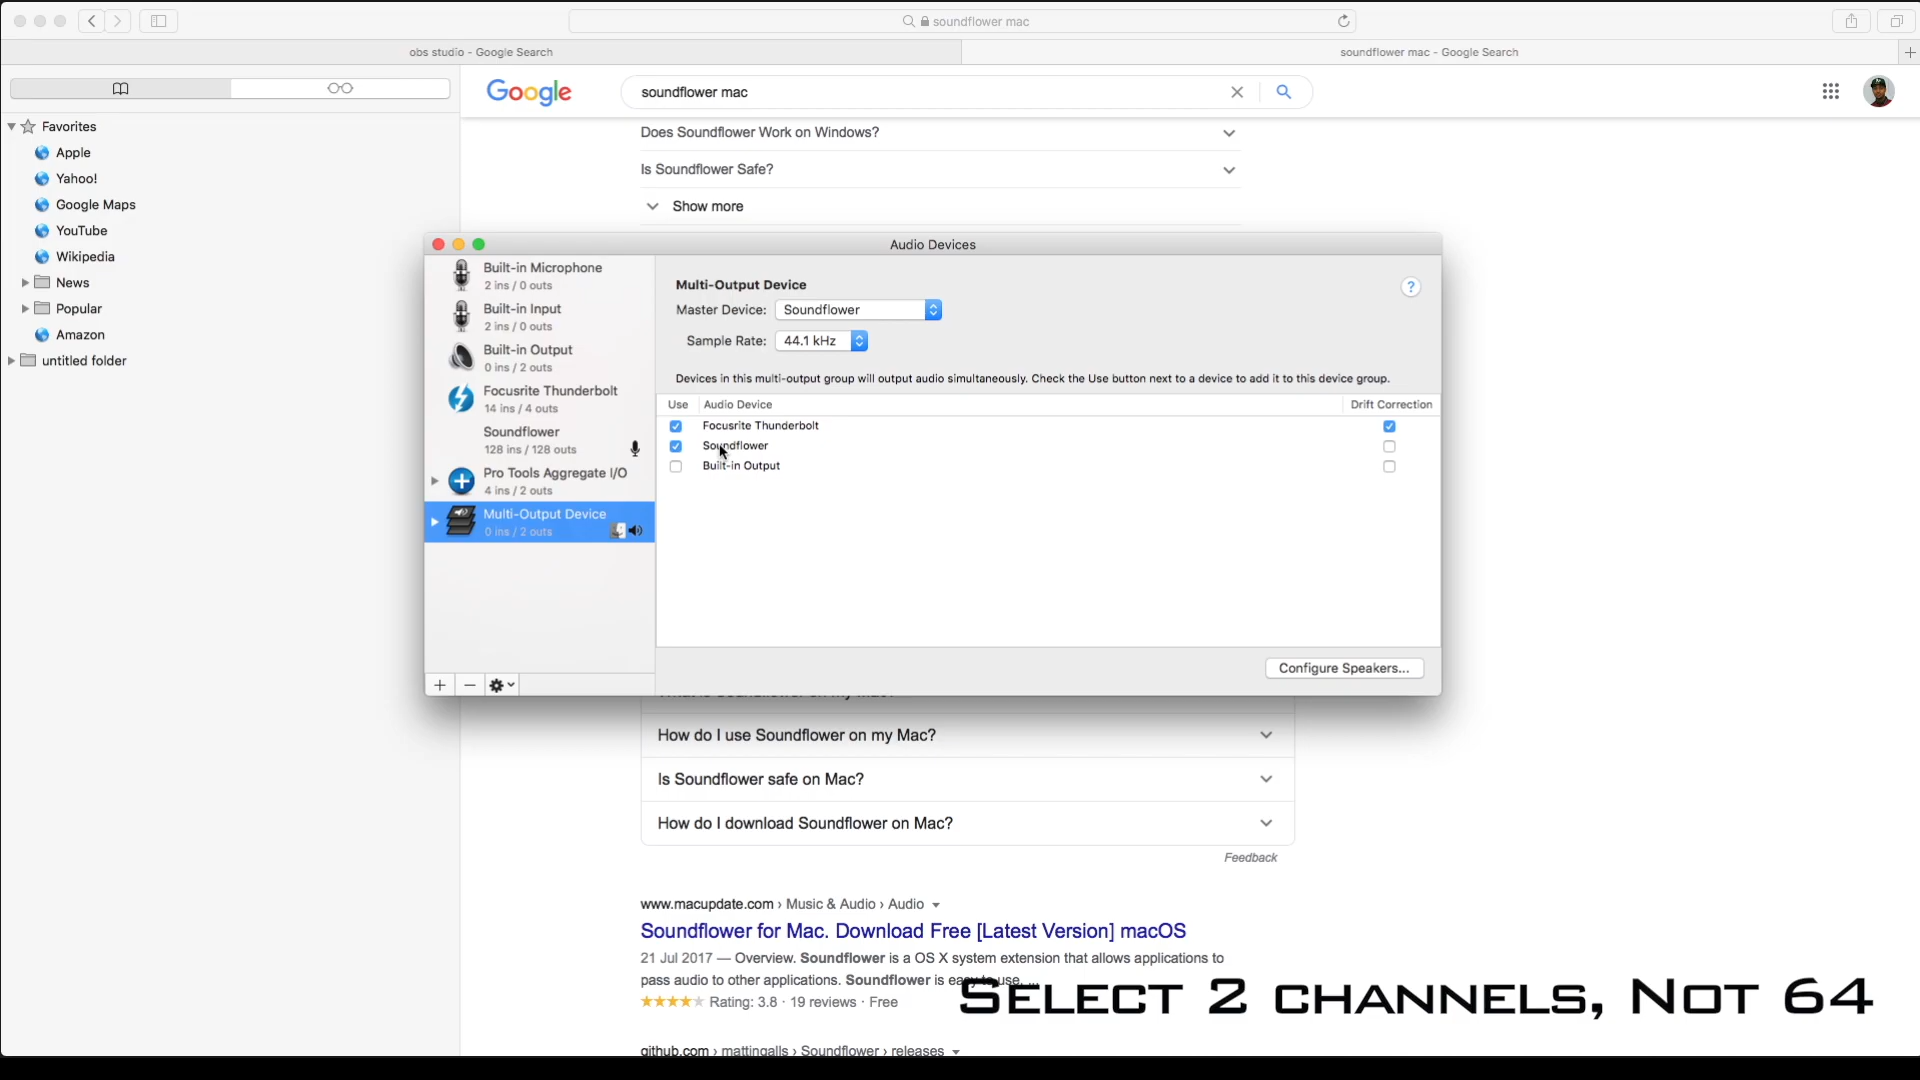 soundflower mac
obs studio - Google Search
soundflower mac - Google Search
Favorites
Apple
Yahoo!
Google Maps
YouTube
Wikipedia
News
Popular
Amazon
untitled folder
Google
soundflower mac
Does Soundflower Work on Windows?
Is Soundflower Safe?
Show more
Audio Devices
Built-in Microphone
2 ins / 0 outs
Built-in Input
2 ins / 0 outs
Built-in Output
0 ins / 2 outs
Focusrite Thunderbolt
14 ins / 4 outs
Soundflower
128 ins / 128 outs
Pro Tools Aggregate I/O
4 ins / 2 outs
Multi-Output Device
0 ins / 2 outs
Multi-Output Device
Master Device: Soundflower
Sample Rate: 44.1 kHz
?
Devices in this multi-output group will output audio simultaneously. Check the Use button next to a device to add it to this device group.
Use Audio Device Drift Correction
Focusrite Thunderbolt
Soundflower
Built-in Output
Configure Speakers...
How do I use Soundflower on my Mac?
Is Soundflower safe on Mac?
How do I download Soundflower on Mac?
Feedback
www.macupdate.com › Music & Audio › Audio
Soundflower for Mac. Download Free [Latest Version] macOS
21 Jul 2017 — Overview. Soundflower is a OS X system extension that allows applications to
pass audio to other applications. Soundflower is easy to use. ...
Rating: 3.8 · 19 reviews · Free
Select 2 channels, Not 64
github.com › mattingalls › Soundflower › releases